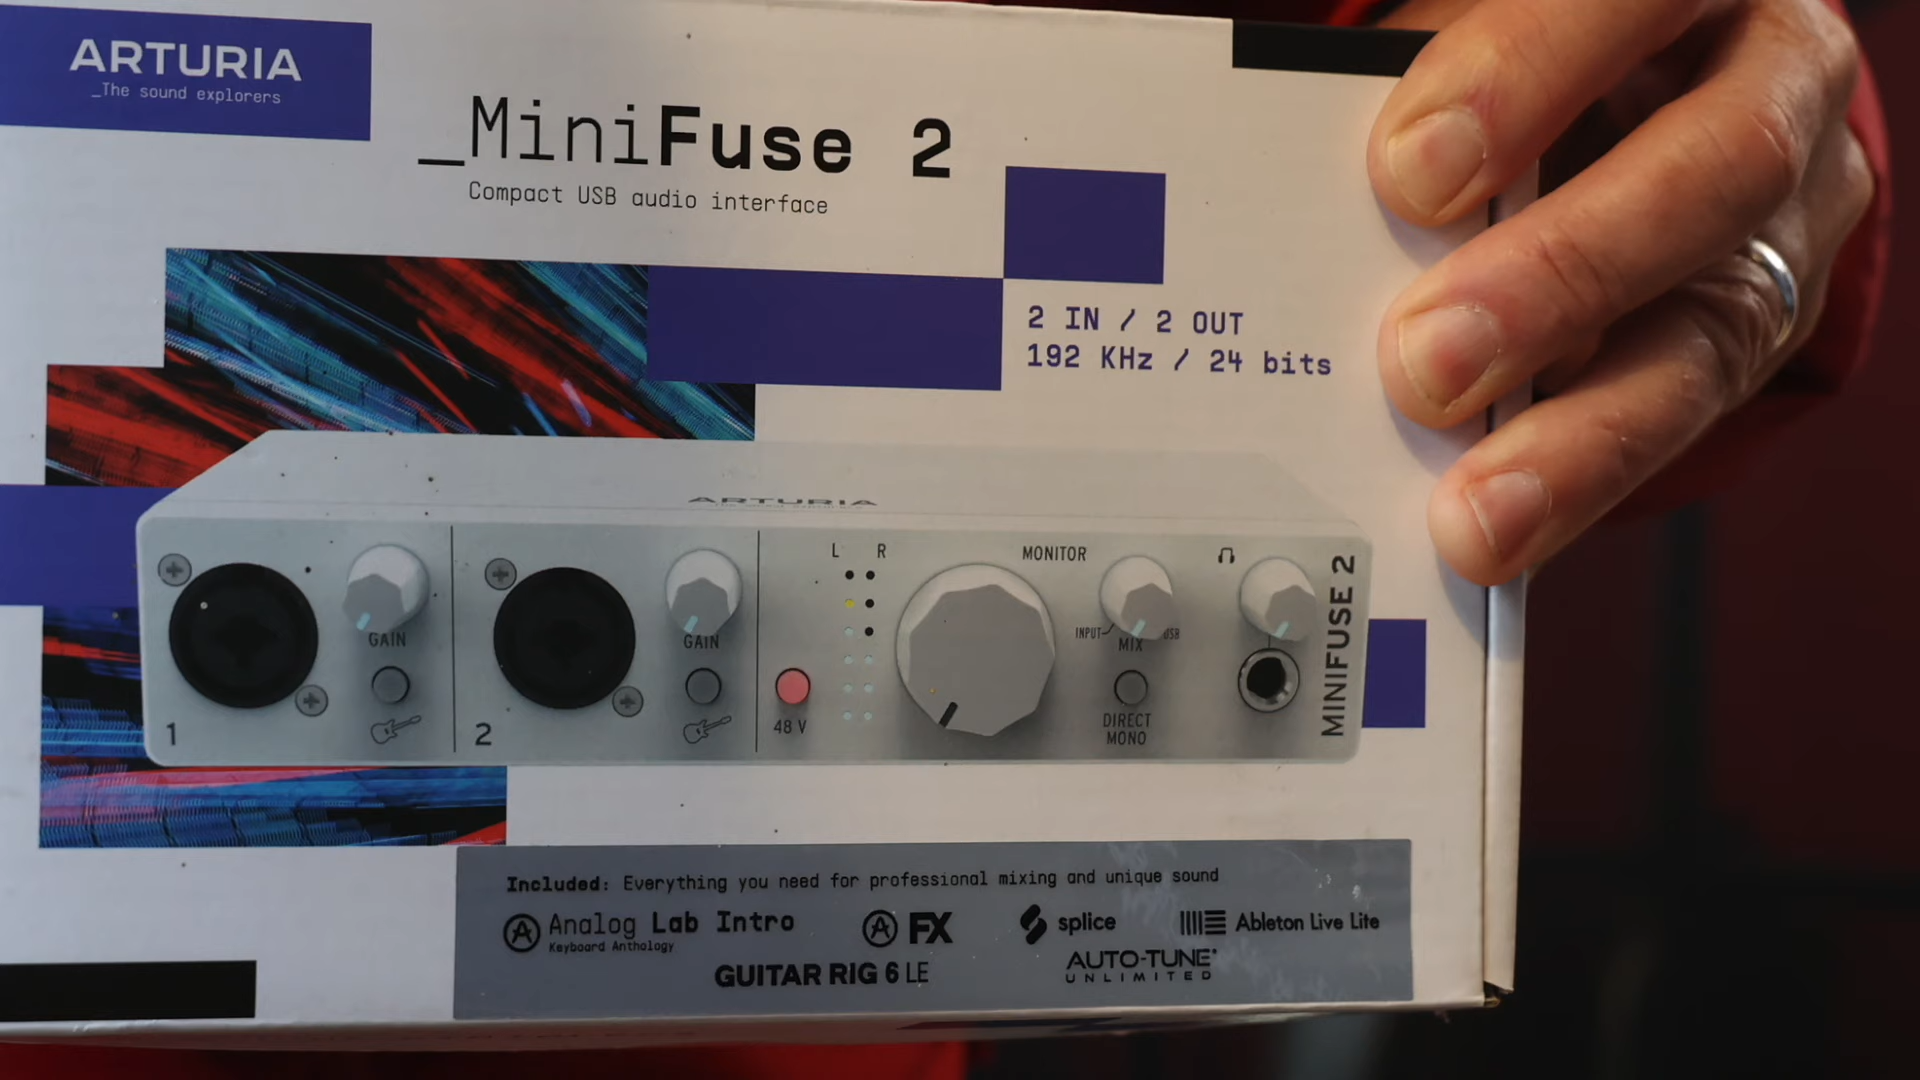 ARTURIA
_The sound explorers
_MiniFuse 2
Compact USB audio interface
2 IN / 2 OUT
192 KHz / 24 bits
ARTURIA
L R
MONITOR
GAIN
GAIN
INPUT
USB
MIX
1
2
48 V
DIRECT
MONO
MINIFUSE 2
Included: Everything you need for professional mixing and unique sound
Analog Lab Intro
Keyboard Anthology
FX
splice
Ableton Live Lite
GUITAR RIG 6 LE
AUTO-TUNE®
UNLIMITED